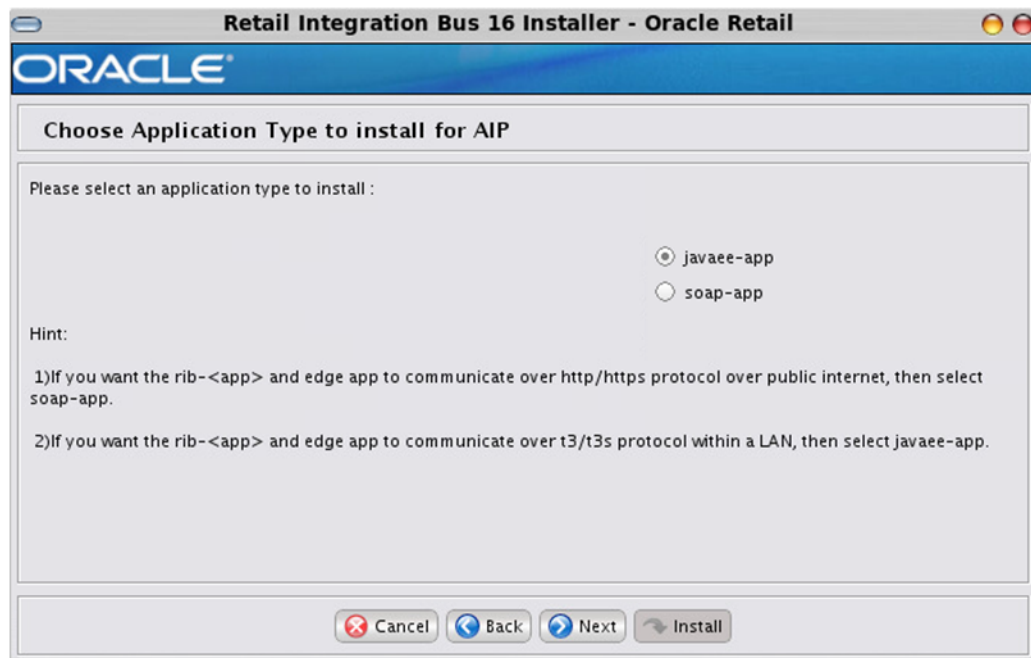 Retail Integration Bus 16 Installer - Oracle Retail
ORACLE®
Choose Application Type to install for AIP
Please select an application type to install :
javaee-app
soap-app
Hint:
1)If you want the rib-<app> and edge app to communicate over http/https protocol over public internet, then select
soap-app.
2)If you want the rib-<app> and edge app to communicate over t3/t3s protocol within a LAN, then select javaee-app.
Cancel Back Next Install